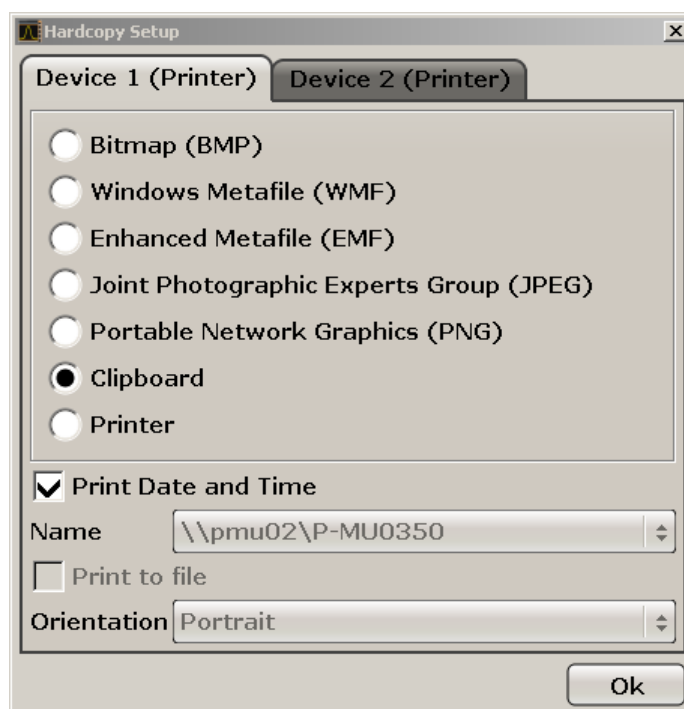 Hardcopy Setup
Device 1 (Printer) Device 2 (Printer)
Bitmap (BMP)
Windows Metafile (WMF)
Enhanced Metafile (EMF)
Joint Photographic Experts Group (JPEG)
Portable Network Graphics (PNG)
Clipboard
Printer
Print Date and Time
Name \\pmu02\P-MU0350
Print to file
Orientation Portrait
Ok